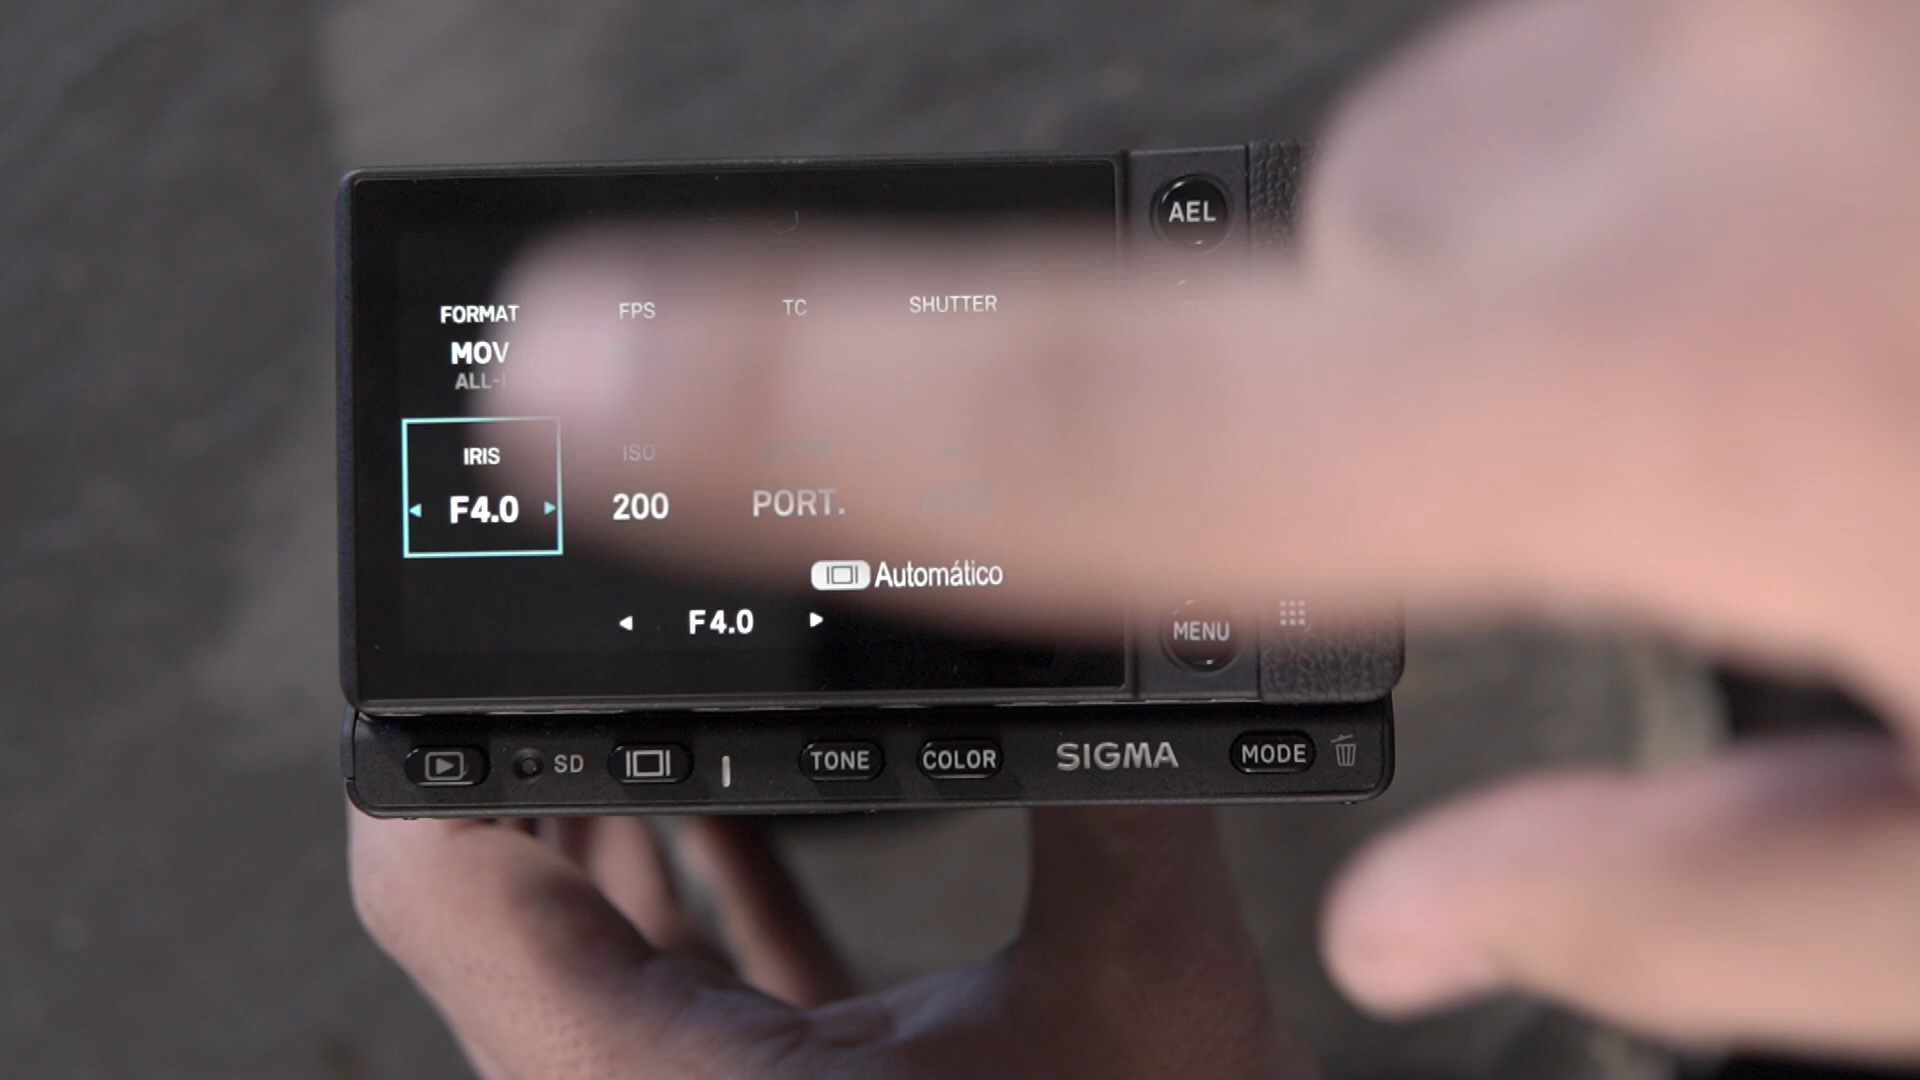 AEL
FORMAT FPS TC SHUTTER
MOV
ALL-I
IRIS ISO
F4.0 200 PORT.
Automático
F4.0
MENU
SD TONE COLOR SIGMA MODE